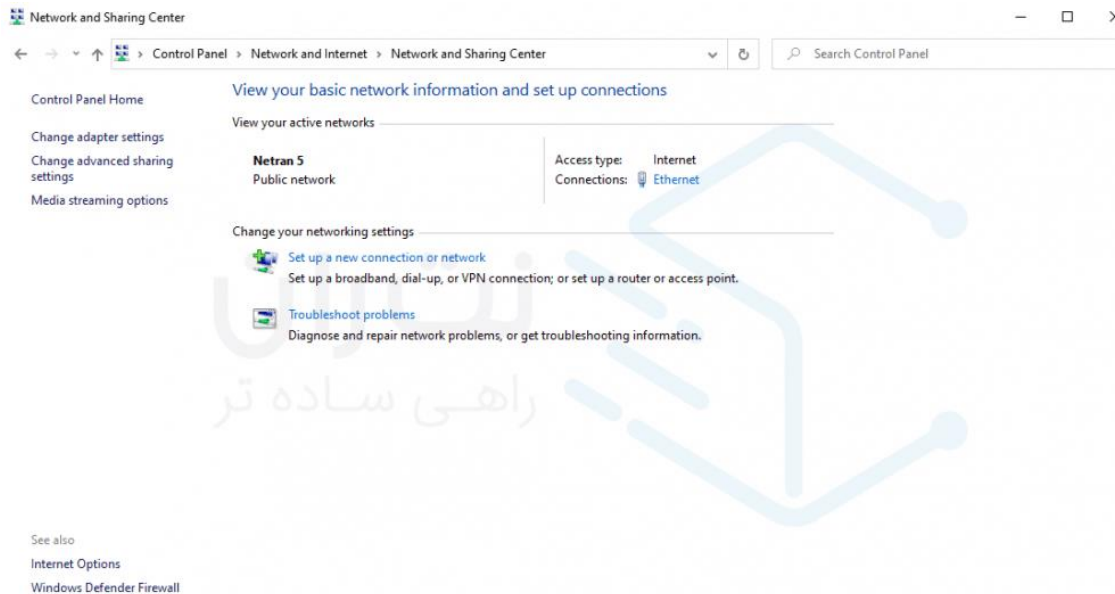 Network and Sharing Center
Control Panel > Network and Internet > Network and Sharing Center
Search Control Panel
Control Panel Home
Change adapter settings
Change advanced sharing
settings
Media streaming options
View your basic network information and set up connections
View your active networks
Netran 5
Public network
Access type: Internet
Connections: Ethernet
Change your networking settings
Set up a new connection or network
Set up a broadband, dial-up, or VPN connection; or set up a router or access point.
Troubleshoot problems
Diagnose and repair network problems, or get troubleshooting information.
نت ران
راهی ساده تر
See also
Internet Options
Windows Defender Firewall